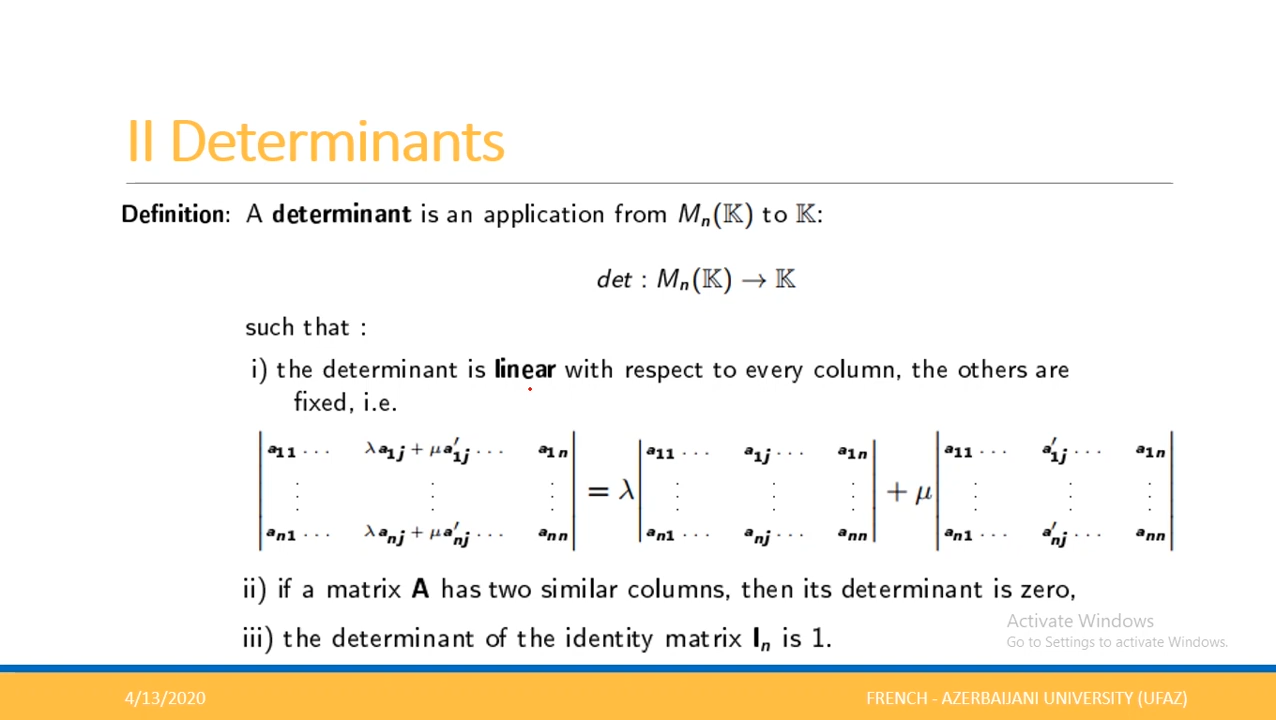 II Determinants
Definition: A determinant is an application from Mₙ(𝕂) to 𝕂:
det : Mₙ(𝕂) → 𝕂
such that :
i) the determinant is linear with respect to every column, the others are
fixed, i.e.
| a₁₁ ··· λa₁ⱼ + μa′₁ⱼ ··· a₁ₙ | | a₁₁ ··· a₁ⱼ ··· a₁ₙ | | a₁₁ ··· a′₁ⱼ ··· a₁ₙ |
| ⋮ ⋮ ⋮ | = λ | ⋮ ⋮ ⋮ | + μ | ⋮ ⋮ ⋮ |
| aₙ₁ ··· λaₙⱼ + μa′ₙⱼ ··· aₙₙ | | aₙ₁ ··· aₙⱼ ··· aₙₙ | | aₙ₁ ··· a′ₙⱼ ··· aₙₙ |
ii) if a matrix A has two similar columns, then its determinant is zero,
iii) the determinant of the identity matrix Iₙ is 1.
Activate Windows
Go to Settings to activate Windows.
4/13/2020
FRENCH - AZERBAIJANI UNIVERSITY (UFAZ)